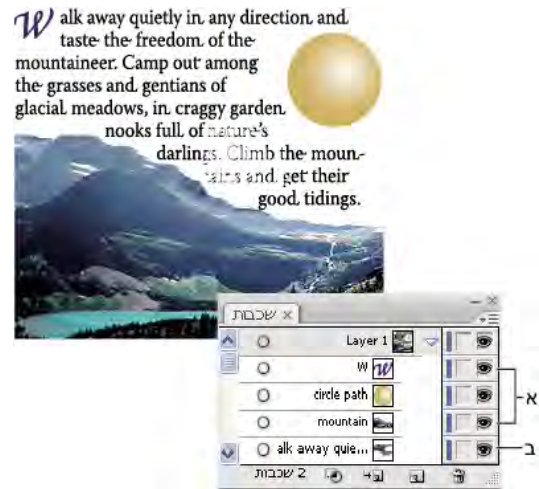 Walk away quietly in any direction and
taste the freedom of the
mountaineer. Camp out among
the grasses and gentians of
glacial meadows, in craggy garden
nooks full of nature's
darlings. Climb the moun-
tains and get their
good tidings.
שכבות ×
Layer 1
W
circle path
mountain
alk away quie...
2 שכבות
א
ב